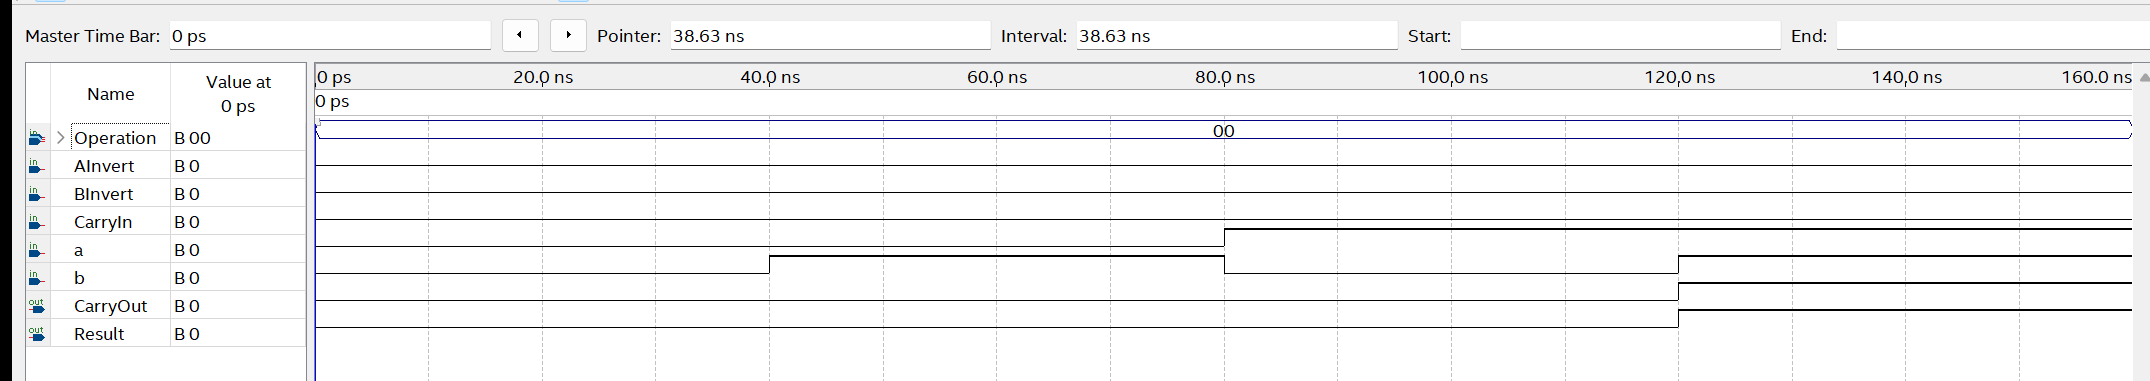 Master Time Bar: 0 ps Pointer: 38.63 ns Interval: 38.63 ns Start: End:
Name Value at 0 ps
0 ps 20.0 ns 40.0 ns 60.0 ns 80.0 ns 100.0 ns 120.0 ns 140.0 ns 160.0 ns
0 ps
in Operation B 00 00
in AInvert B 0
in BInvert B 0
in CarryIn B 0
in a B 0
in b B 0
out CarryOut B 0
out Result B 0